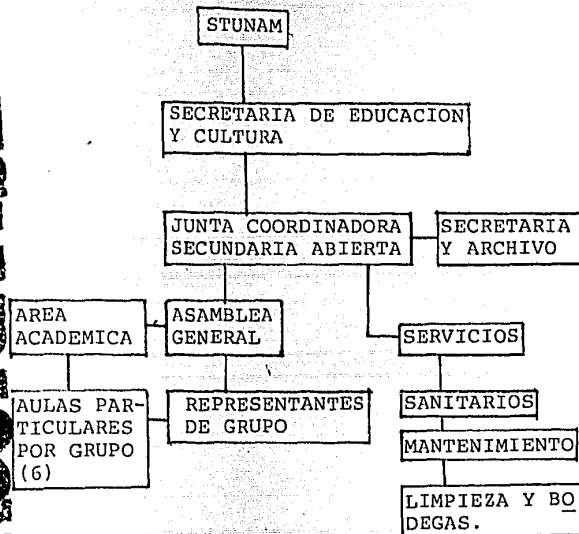 STUNAM
SECRETARIA DE EDUCACION
Y CULTURA
JUNTA COORDINADORA
SECUNDARIA ABIERTA
SECRETARIA
Y ARCHIVO
AREA
ACADEMICA
ASAMBLEA
GENERAL
SERVICIOS
AULAS PAR-
TICULARES
POR GRUPO
(6)
REPRESENTANTES
DE GRUPO
SANITARIOS
MANTENIMIENTO
LIMPIEZA Y BO
DEGAS.